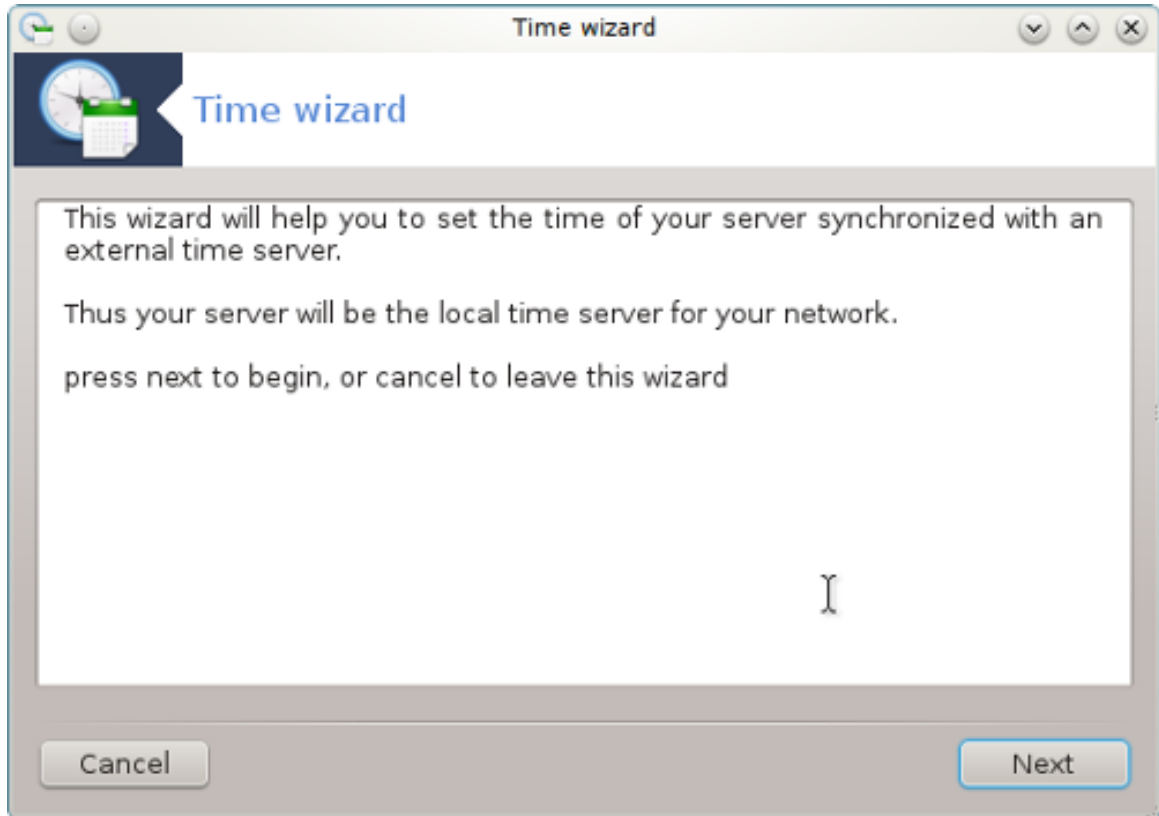 Time wizard
Time wizard
This wizard will help you to set the time of your server synchronized with an
external time server.
Thus your server will be the local time server for your network.
press next to begin, or cancel to leave this wizard
Cancel
Next